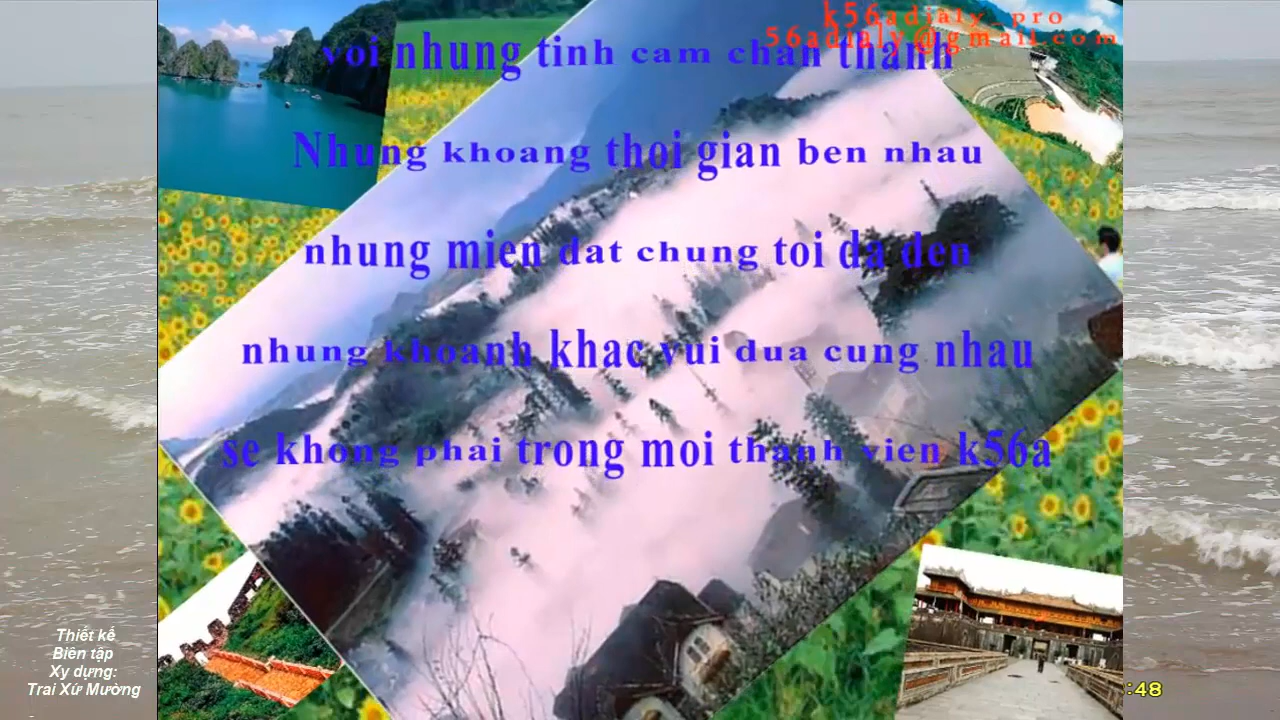 k56adialy_pro
56adialy@gmail.com
voi nhung tinh cam chan thanh
Nhung khoang thoi gian ben nhau
nhung mien dat chung toi da den
nhung khoanh khac vui dua cung nhau
se khong phai trong moi thanh vien k56a
Thiết kế
Biên tập
Xy dựng:
Trai Xứ Mường
:48